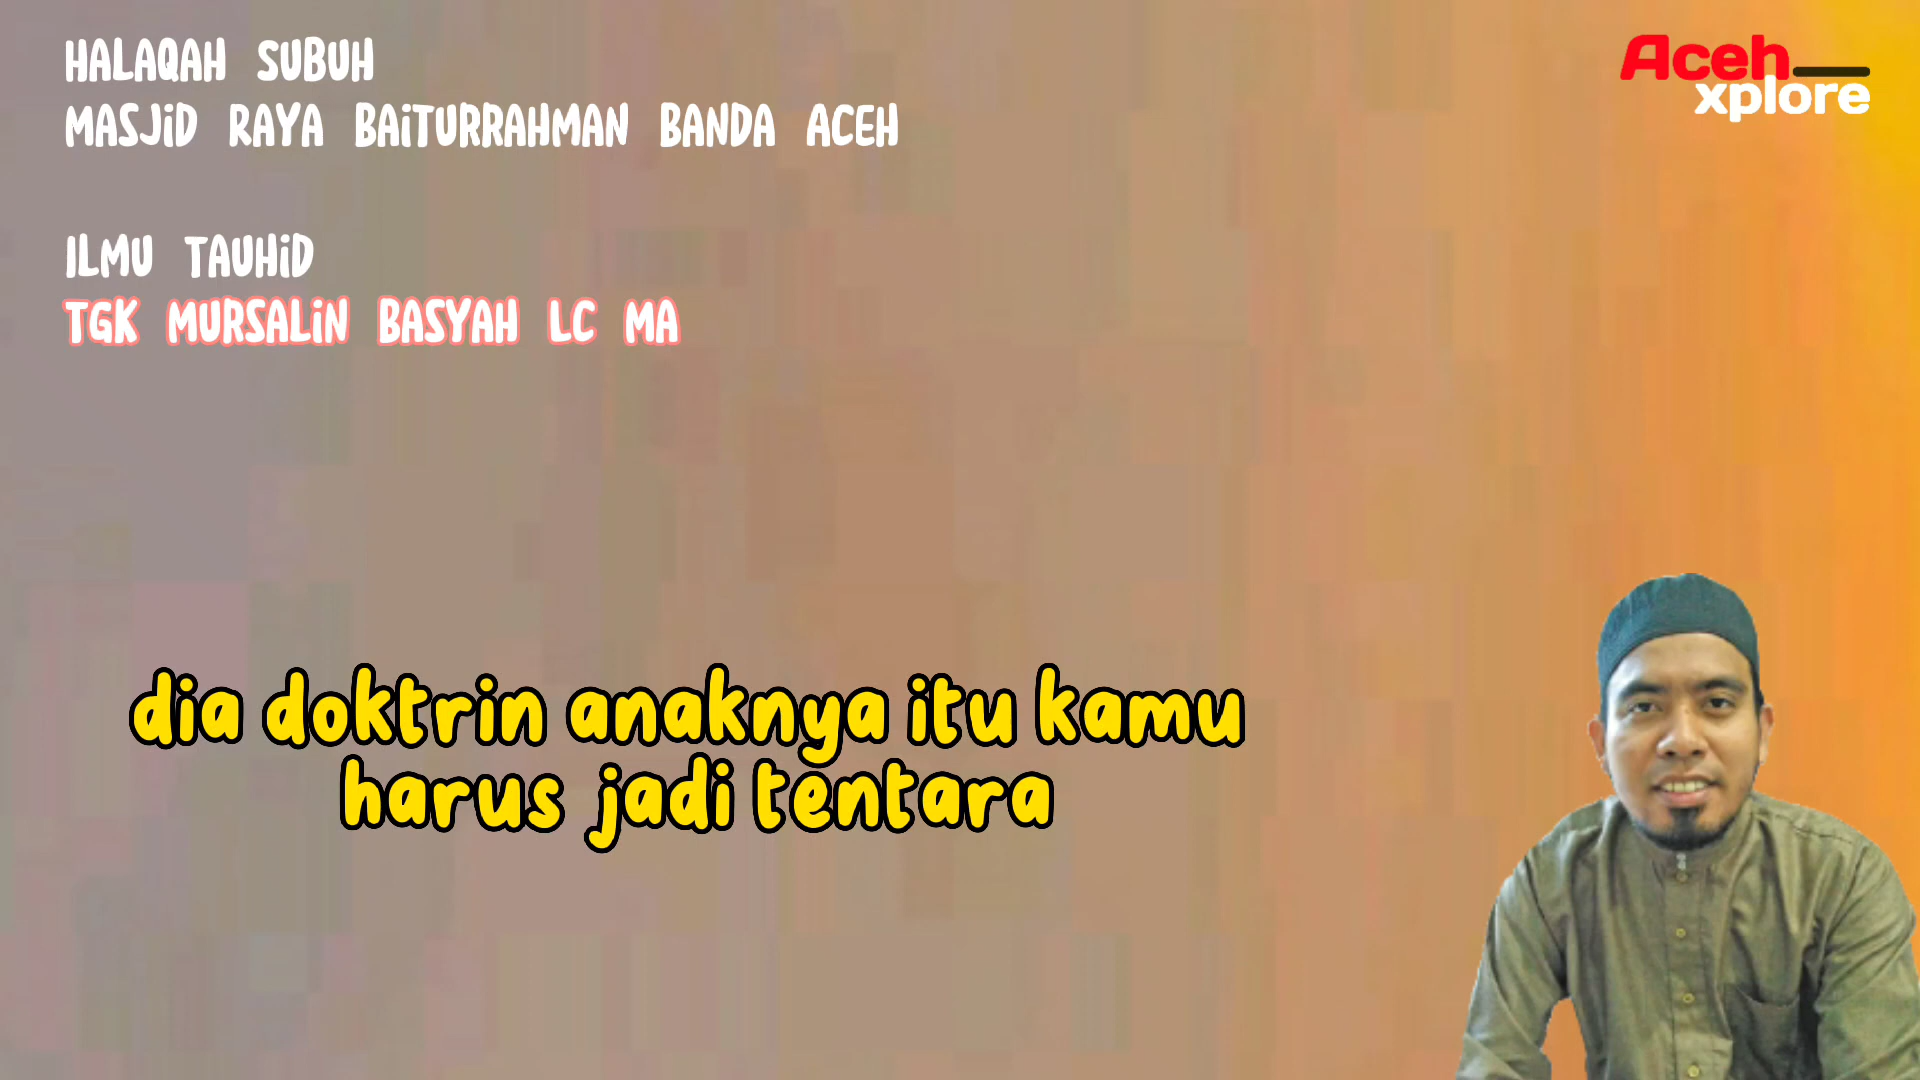 HALAQAH SUBUH
MASJiD RAYA BAiTURRAHMAN BANDA ACEH
ILMU TAUHiD
TGK MURSALiN BASYAH LC MA
Aceh
xplore
dia doktrin anaknya itu kamu
harus jadi tentara